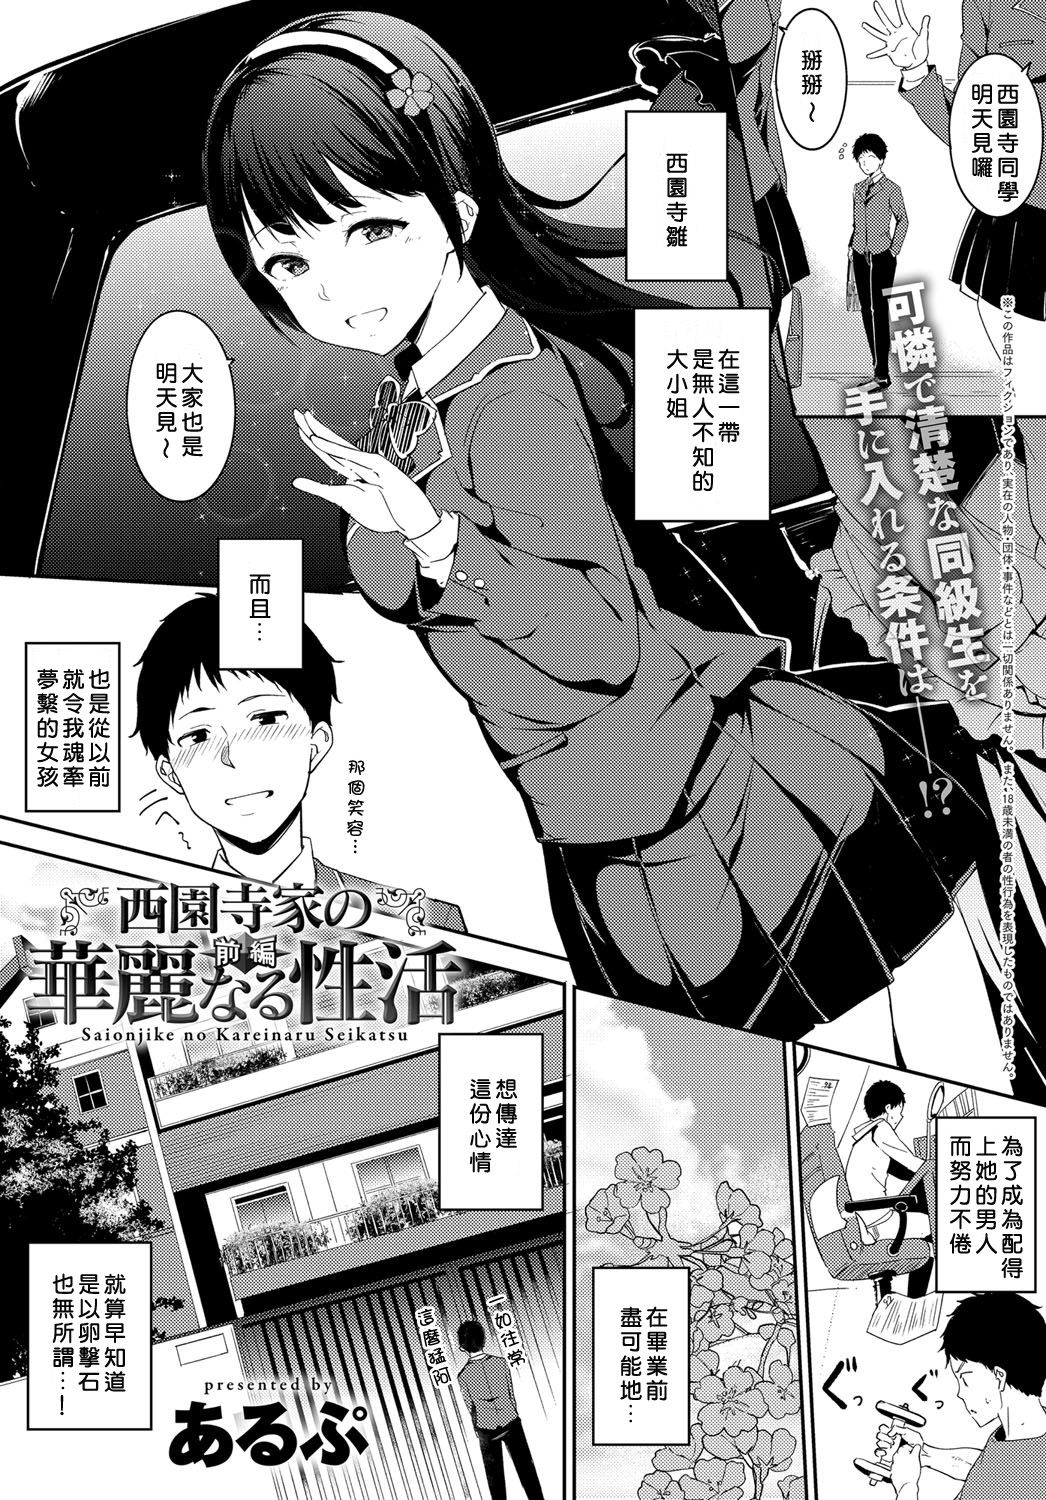 西園寺同學
明天見囉
掰掰～
西園寺雛
在這一帶
是無人不知的
大小姐
大家也是
明天見～
可憐で清楚な同級生を
手に入れる条件は――!?
※この作品はフィクションであり、実在の人物・団体・事件などとは一切関係ありません。また、18歳未満の者の性行為を表現したものではありません。
而且…
也是從以前
就令我魂牽
夢繫的女孩
那個笑容…
西園寺家の
華麗なる性活
前編
Saionjike no Kareinaru Seikatsu
為了成為配得
上她的男人
而努力不倦
ぐっぐっ
在畢業前
盡可能地…
想傳達
這份心情
一如往常
這麼猛阿
就算早知道
是以卵擊石
也無所謂…！
presented by
あるぷ